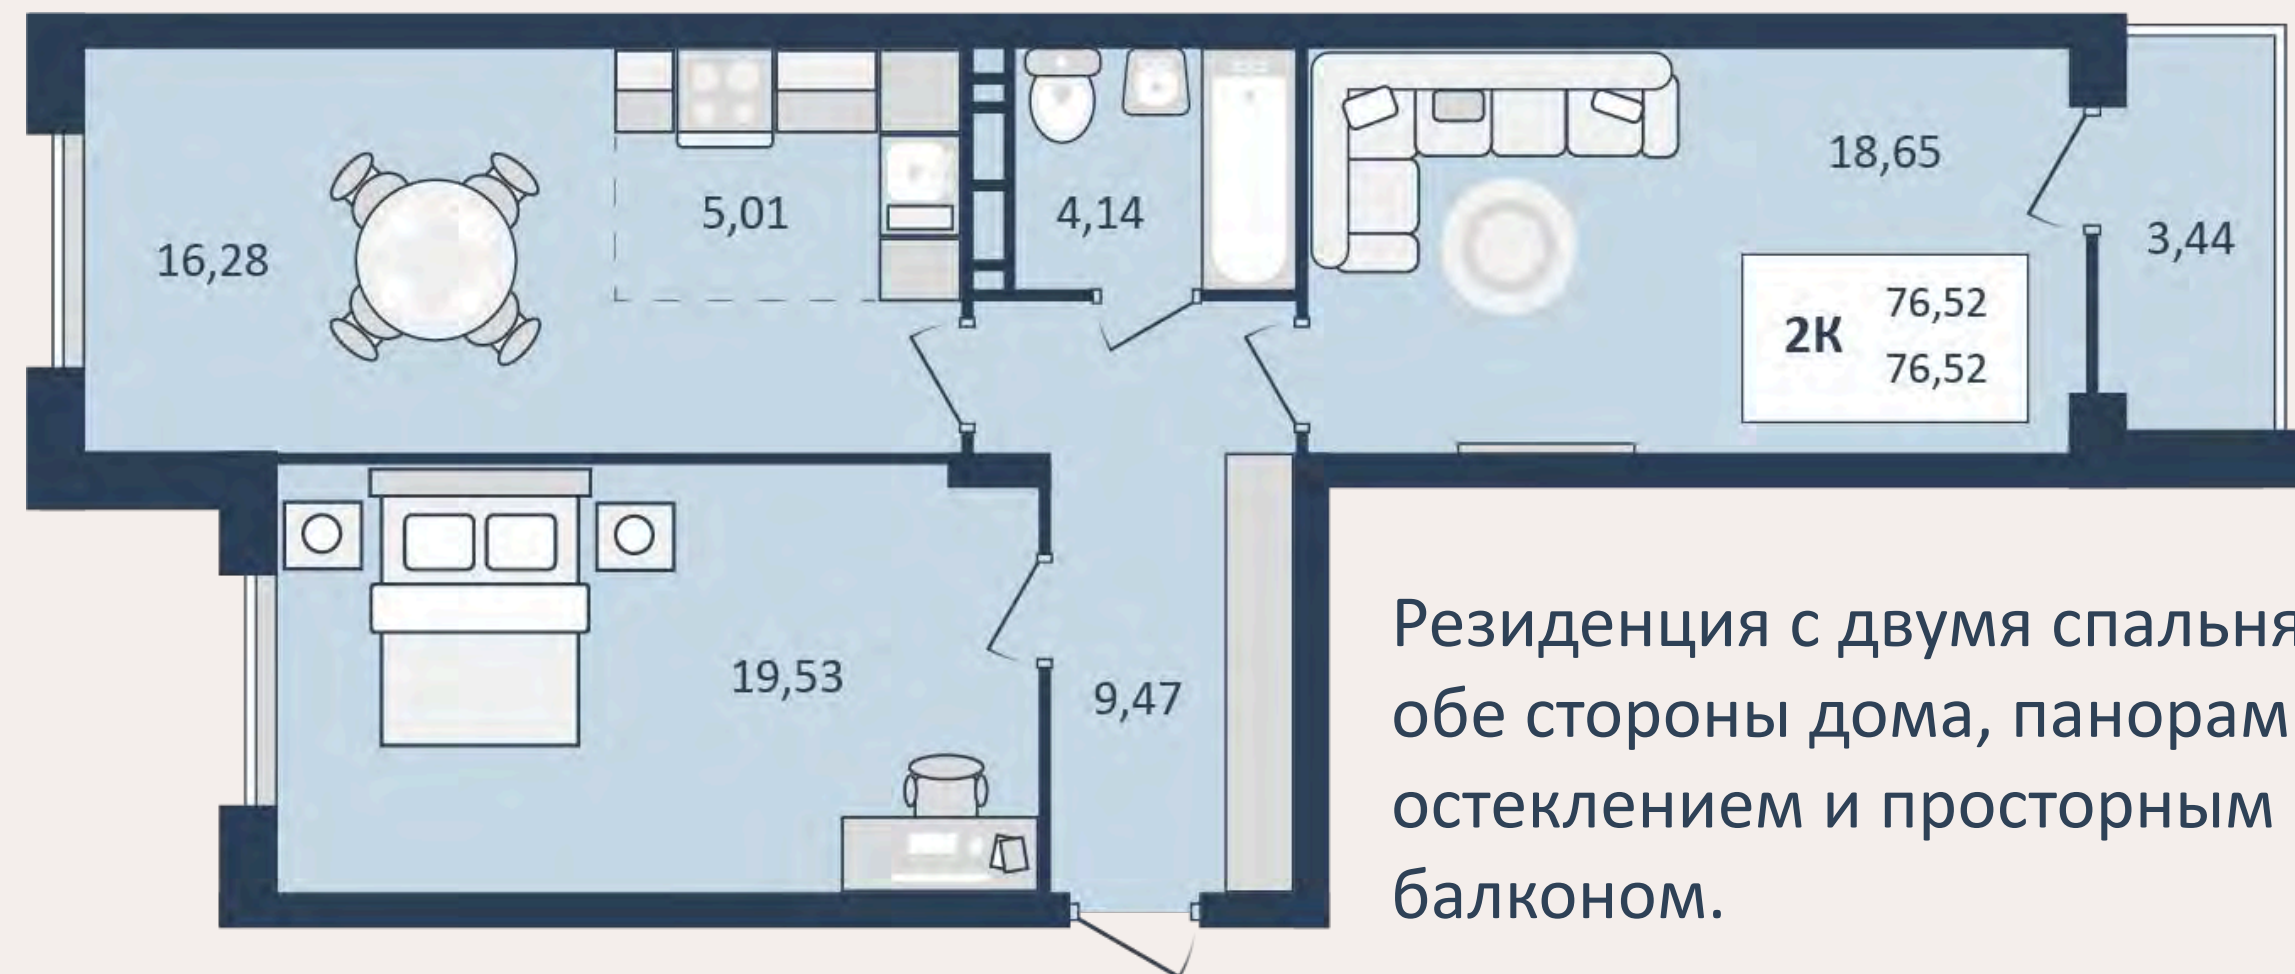 16,28
5,01
4,14
18,65
3,44
2К
76,52
76,52
19,53
9,47
Резиденция с двумя спальня
обе стороны дома, панорам
остеклением и просторным
балконом.